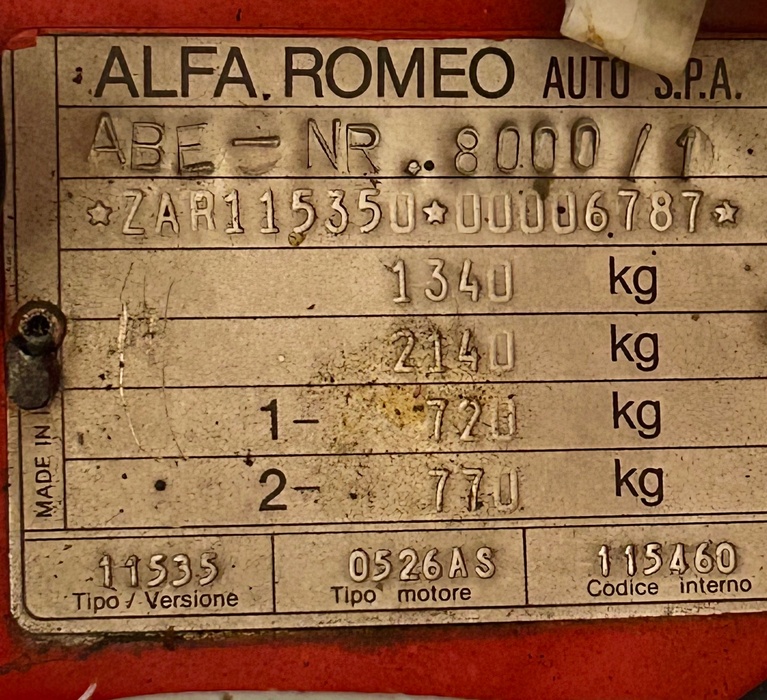 ALFA ROMEO AUTO S.P.A.
ABE - NR .. 8000 / 1
*ZAR115350*00006787*
1340 kg
2140 kg
1- 720 kg
2- 770 kg
MADE IN
11535 0526AS 115460
Tipo / Versione Tipo motore Codice interno